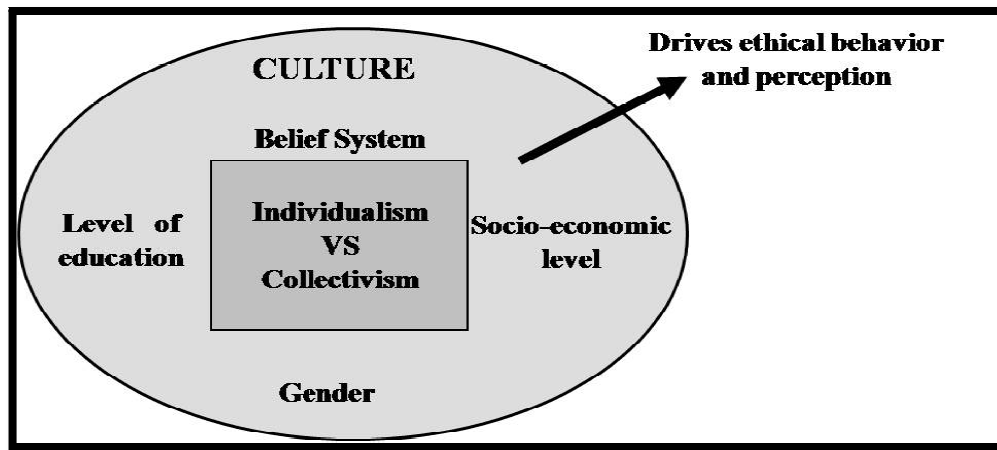 Drives ethical behavior
and perception
CULTURE
Belief System
Level of
education
Individualism
VS
Collectivism
Socio-economic
level
Gender